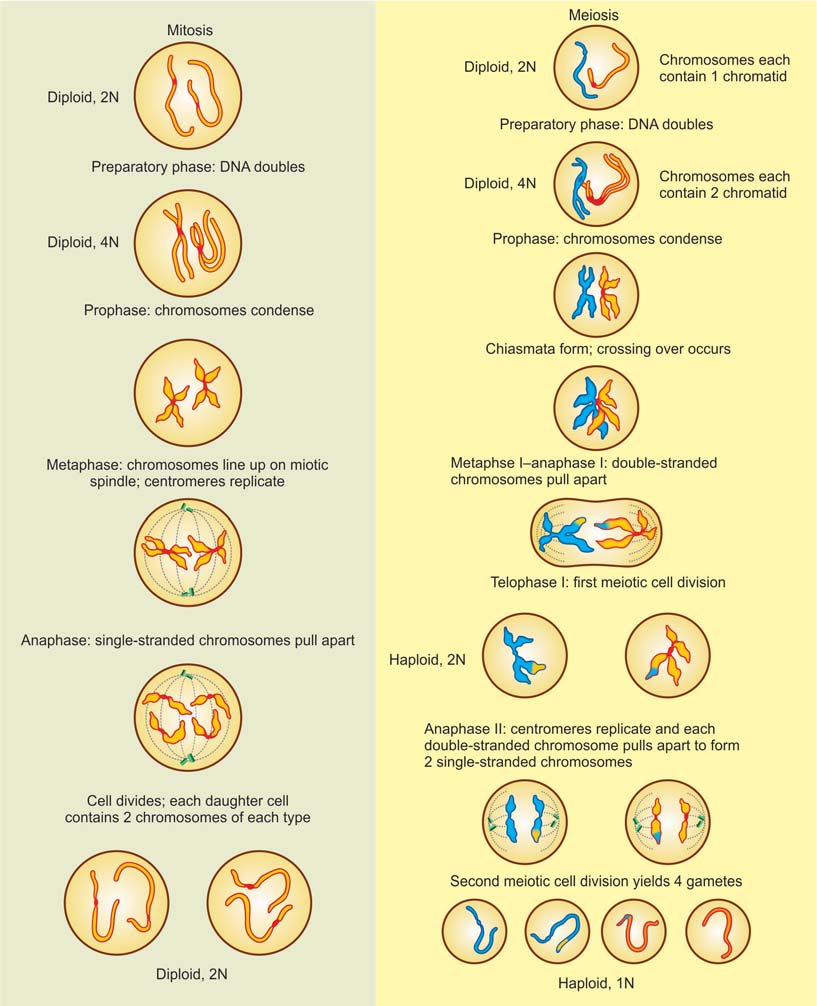 Mitosis
Diploid, 2N
Preparatory phase: DNA doubles
Diploid, 4N
Prophase: chromosomes condense
Metaphase: chromosomes line up on miotic
spindle; centromeres replicate
Anaphase: single-stranded chromosomes pull apart
Cell divides; each daughter cell
contains 2 chromosomes of each type
Diploid, 2N
Meiosis
Diploid, 2N
Chromosomes each
contain 1 chromatid
Preparatory phase: DNA doubles
Diploid, 4N
Chromosomes each
contain 2 chromatid
Prophase: chromosomes condense
Chiasmata form; crossing over occurs
Metaphse I–anaphase I: double-stranded
chromosomes pull apart
Telophase I: first meiotic cell division
Haploid, 2N
Anaphase II: centromeres replicate and each
double-stranded chromosome pulls apart to form
2 single-stranded chromosomes
Second meiotic cell division yields 4 gametes
Haploid, 1N